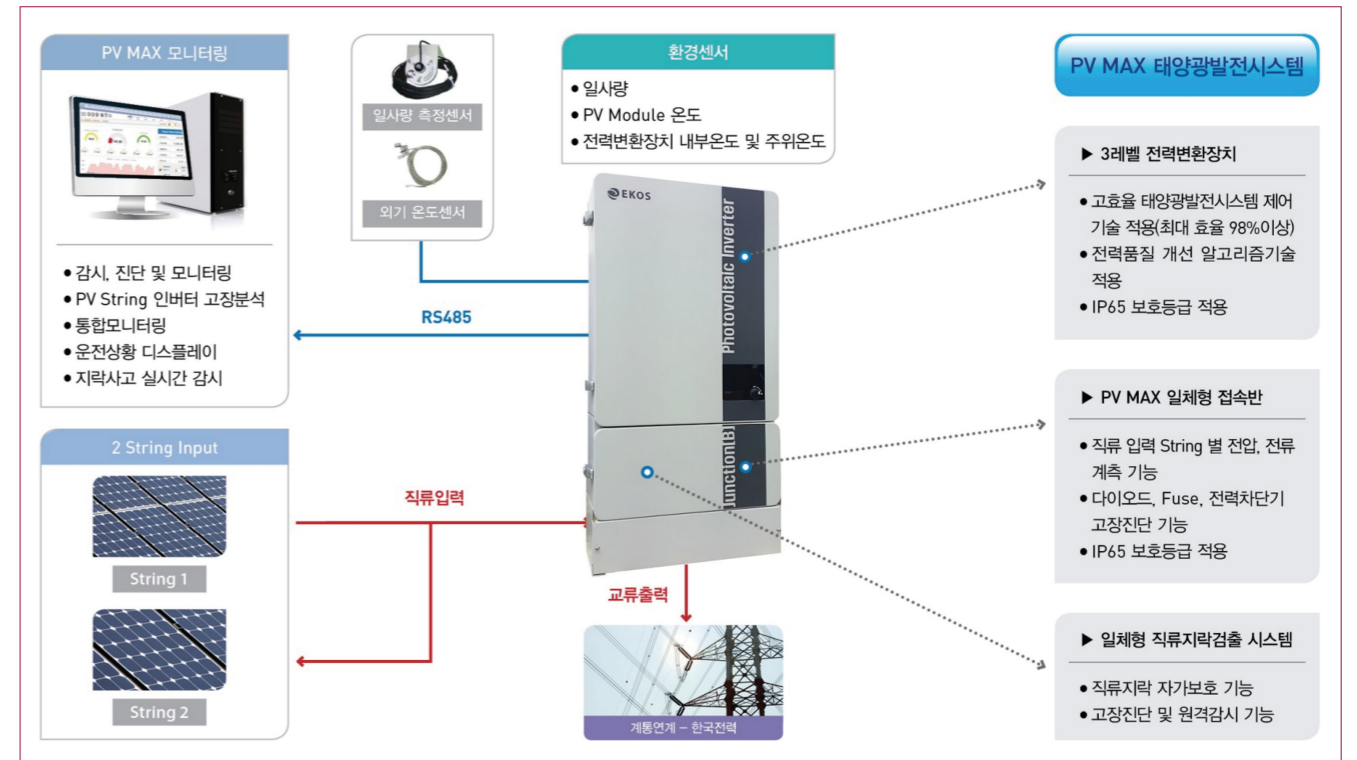 PV MAX 모니터링
● 감시, 진단 및 모니터링
● PV String 인버터 고장분석
● 통합모니터링
● 운전상황 디스플레이
● 지락사고 실시간 감시
일사량 측정센서
외기 온도센서
환경센서
● 일사량
● PV Module 온도
● 전력변환장치 내부온도 및 주위온도
RS485
EKOS
Photovoltaic Inverter
Junction(B)
2 String Input
String 1
String 2
직류입력
교류출력
계통연계 – 한국전력
PV MAX 태양광발전시스템
▶ 3레벨 전력변환장치
● 고효율 태양광발전시스템 제어
기술 적용(최대 효율 98%이상)
● 전력품질 개선 알고리즘기술
적용
● IP65 보호등급 적용
▶ PV MAX 일체형 접속반
● 직류 입력 String 별 전압, 전류
계측 기능
● 다이오드, Fuse, 전력차단기
고장진단 기능
● IP65 보호등급 적용
▶ 일체형 직류지락검출 시스템
● 직류지락 자가보호 기능
● 고장진단 및 원격감시 기능